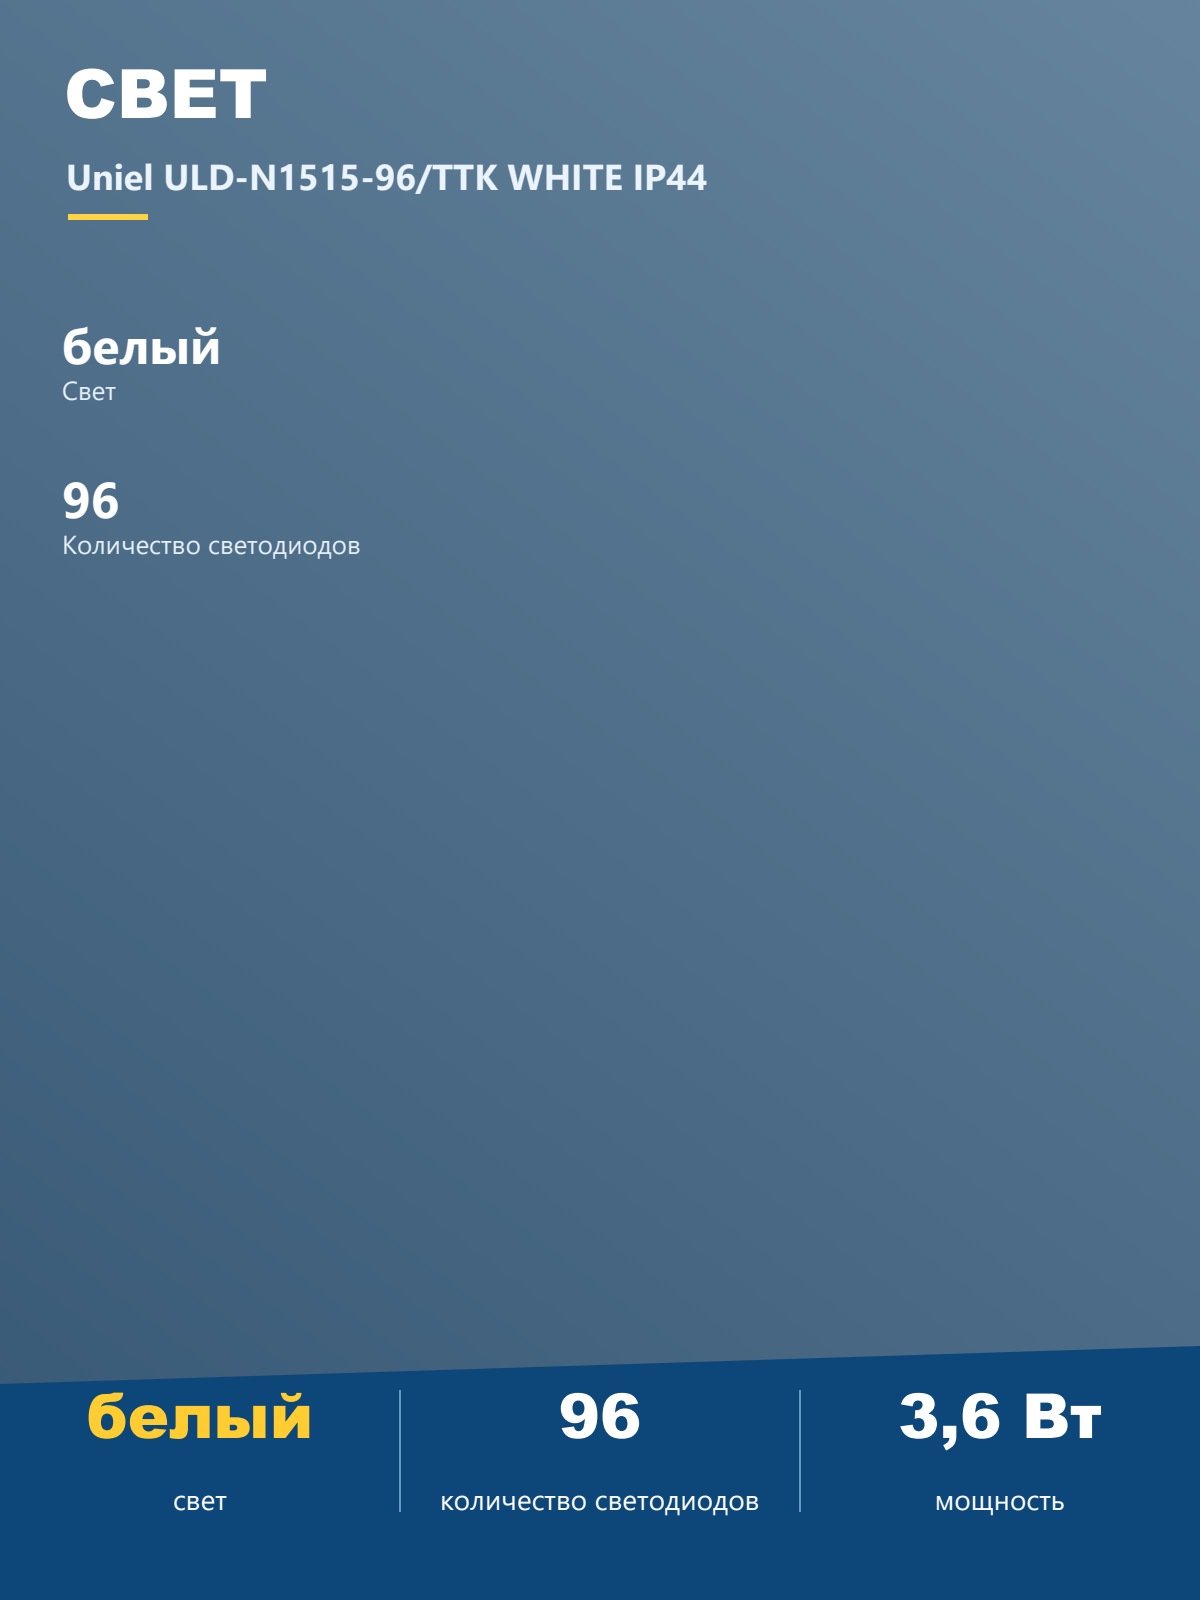 СВЕТ
Uniel ULD-N1515-96/TTK WHITE IP44
белый
Свет
96
Количество светодиодов
белый
свет
96
количество светодиодов
3,6 Вт
мощность